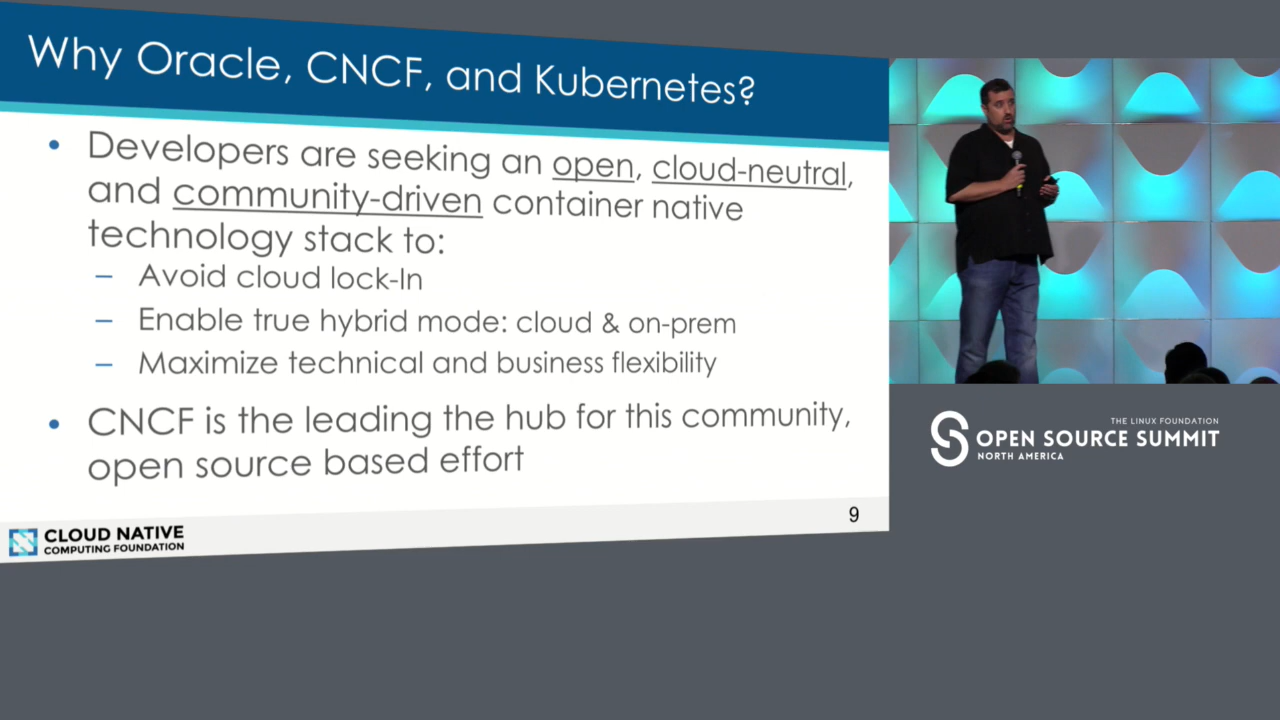 Why Oracle, CNCF, and Kubernetes?
• Developers are seeking an open, cloud-neutral,
and community-driven container native
technology stack to:
– Avoid cloud lock-In
– Enable true hybrid mode: cloud & on-prem
– Maximize technical and business flexibility
• CNCF is the leading the hub for this community,
open source based effort
CLOUD NATIVE
COMPUTING FOUNDATION
9
THE LINUX FOUNDATION
OPEN SOURCE SUMMIT
NORTH AMERICA